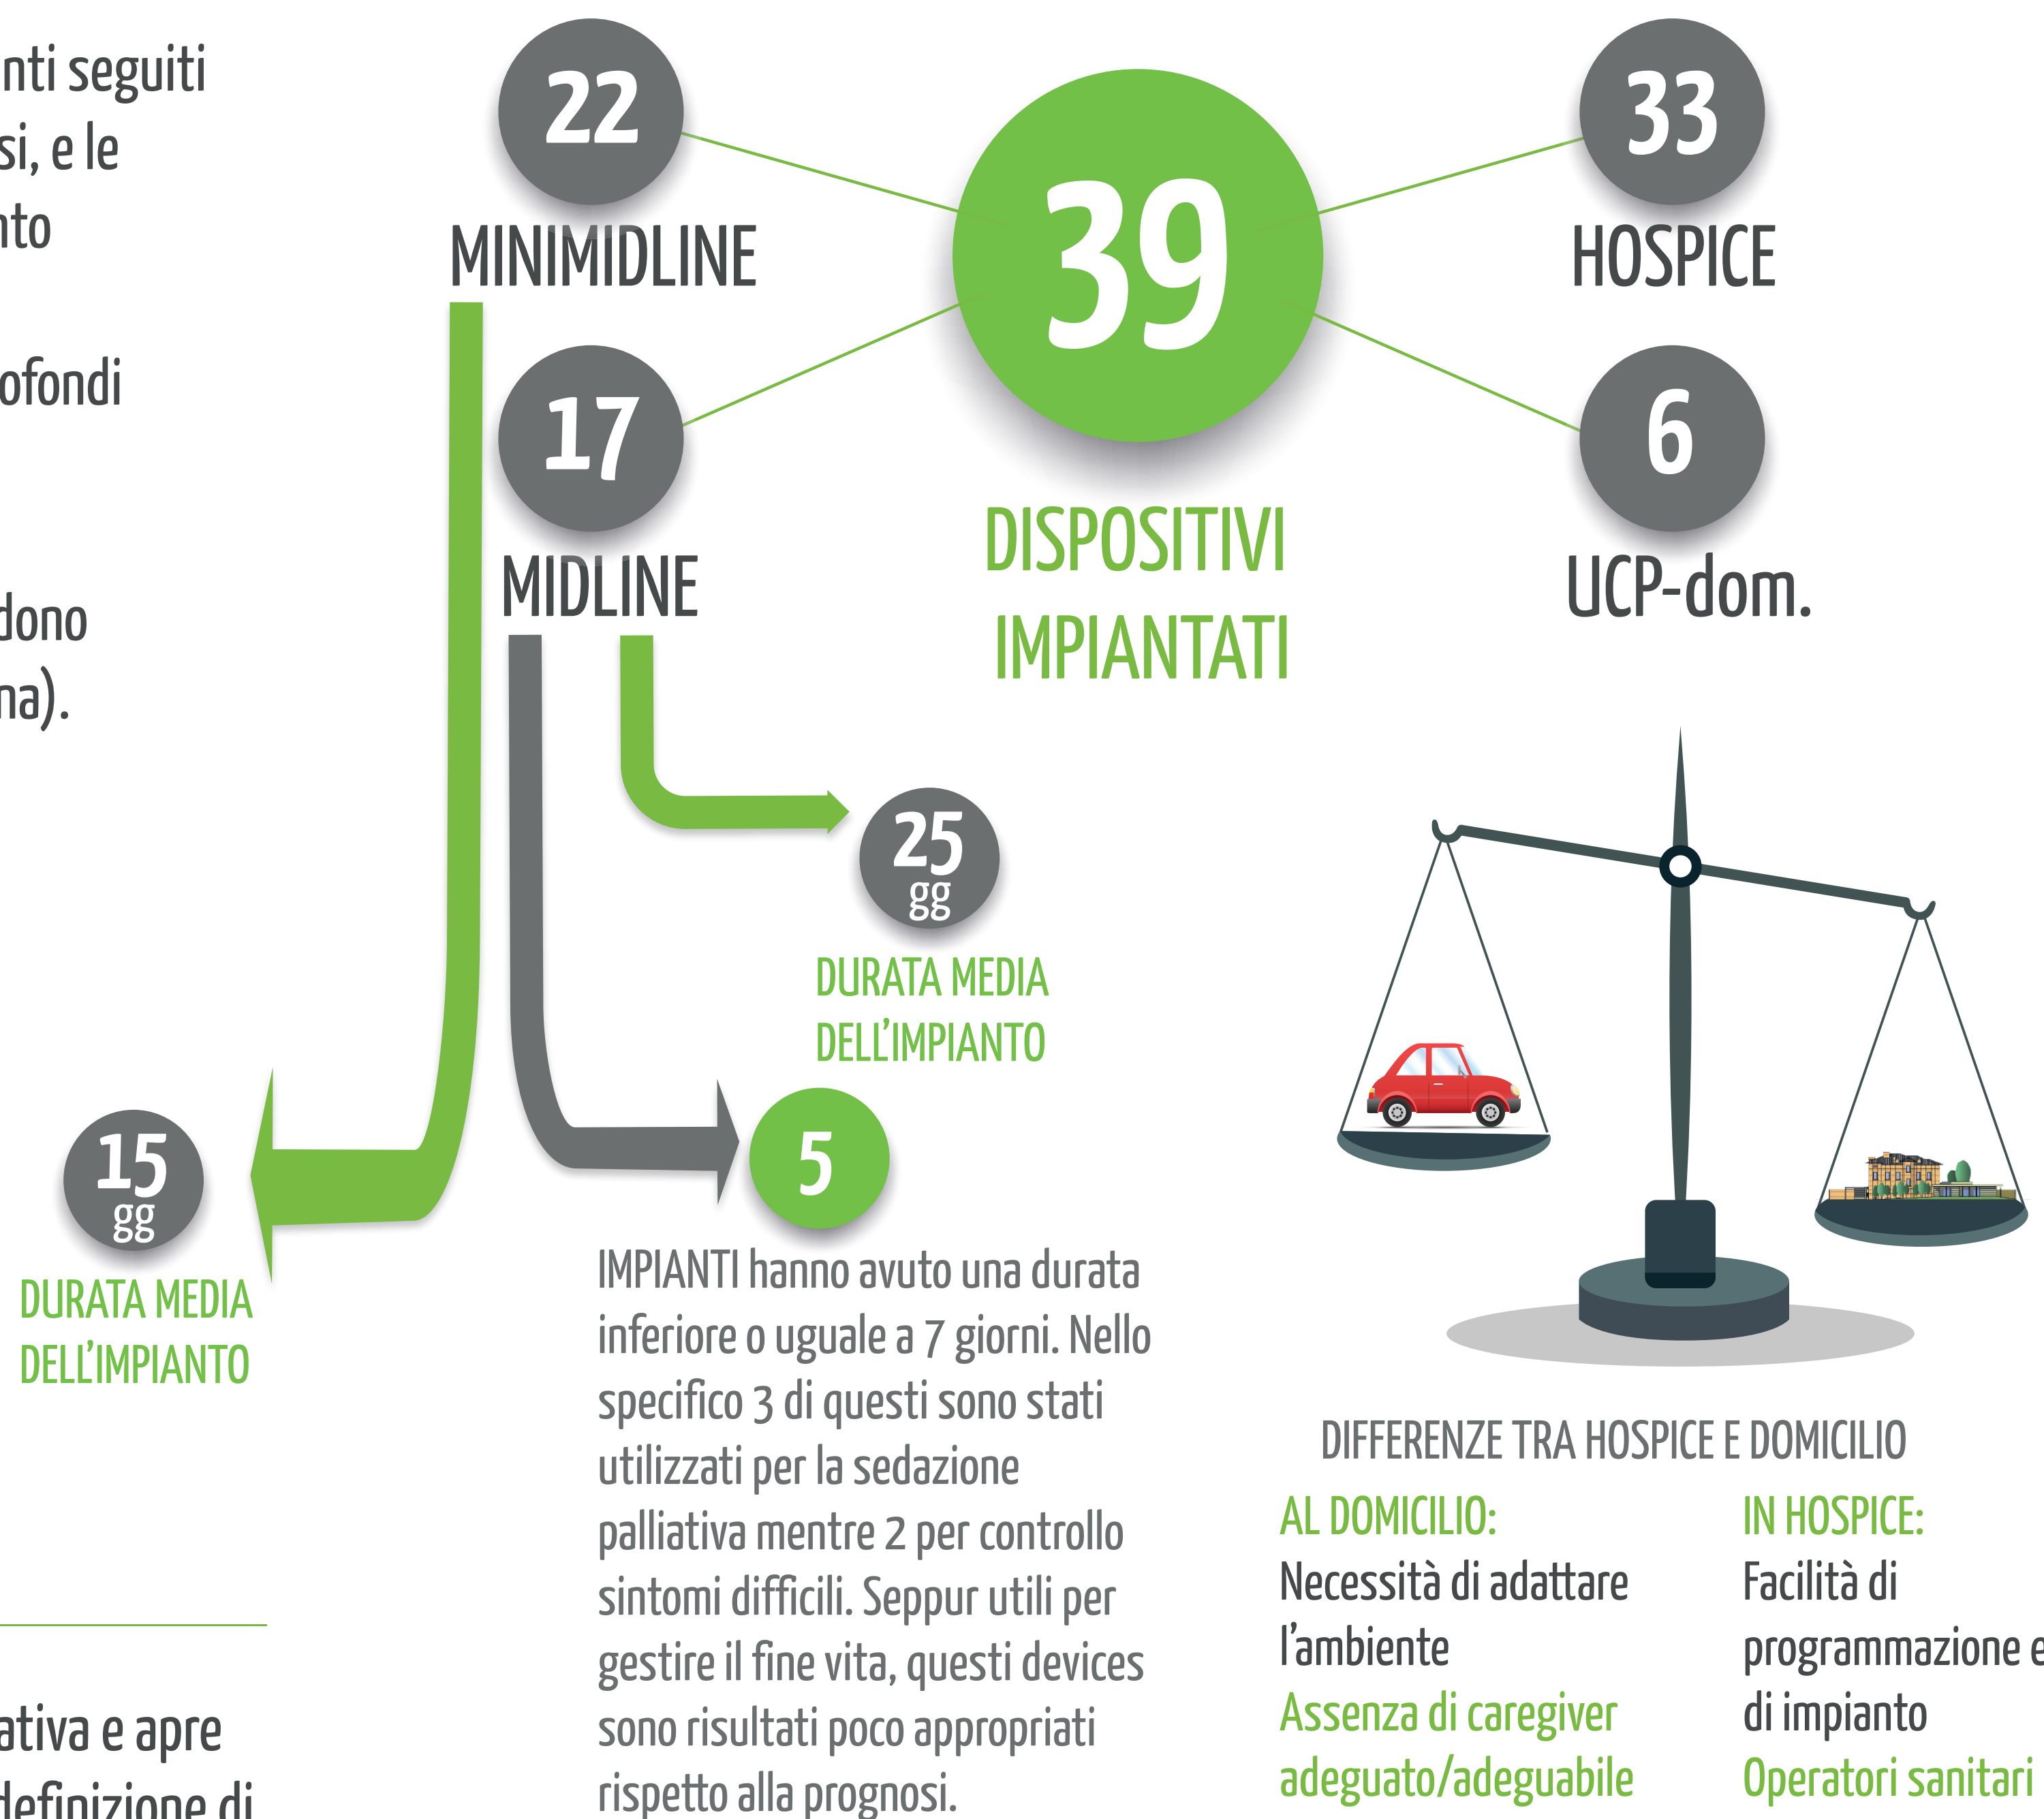 nti seguiti
si, e le
nto
ofondi
dono
na).
22
MINIMIDLINE
17
MIDLINE
39
DISPOSITIVI
IMPIANTATI
33
HOSPICE
6
UCP-dom.
25
gg
DURATA MEDIA
DELL'IMPIANTO
15
gg
DURATA MEDIA
DELL'IMPIANTO
5
IMPIANTI hanno avuto una durata
inferiore o uguale a 7 giorni. Nello
specifico 3 di questi sono stati
utilizzati per la sedazione
palliativa mentre 2 per controllo
sintomi difficili. Seppur utili per
gestire il fine vita, questi devices
sono risultati poco appropriati
rispetto alla prognosi.
DIFFERENZE TRA HOSPICE E DOMICILIO
AL DOMICILIO:
Necessità di adattare
l'ambiente
Assenza di caregiver
adeguato/adeguabile
IN HOSPICE:
Facilità di
programmazione e
di impianto
Operatori sanitari
ativa e apre
definizione di